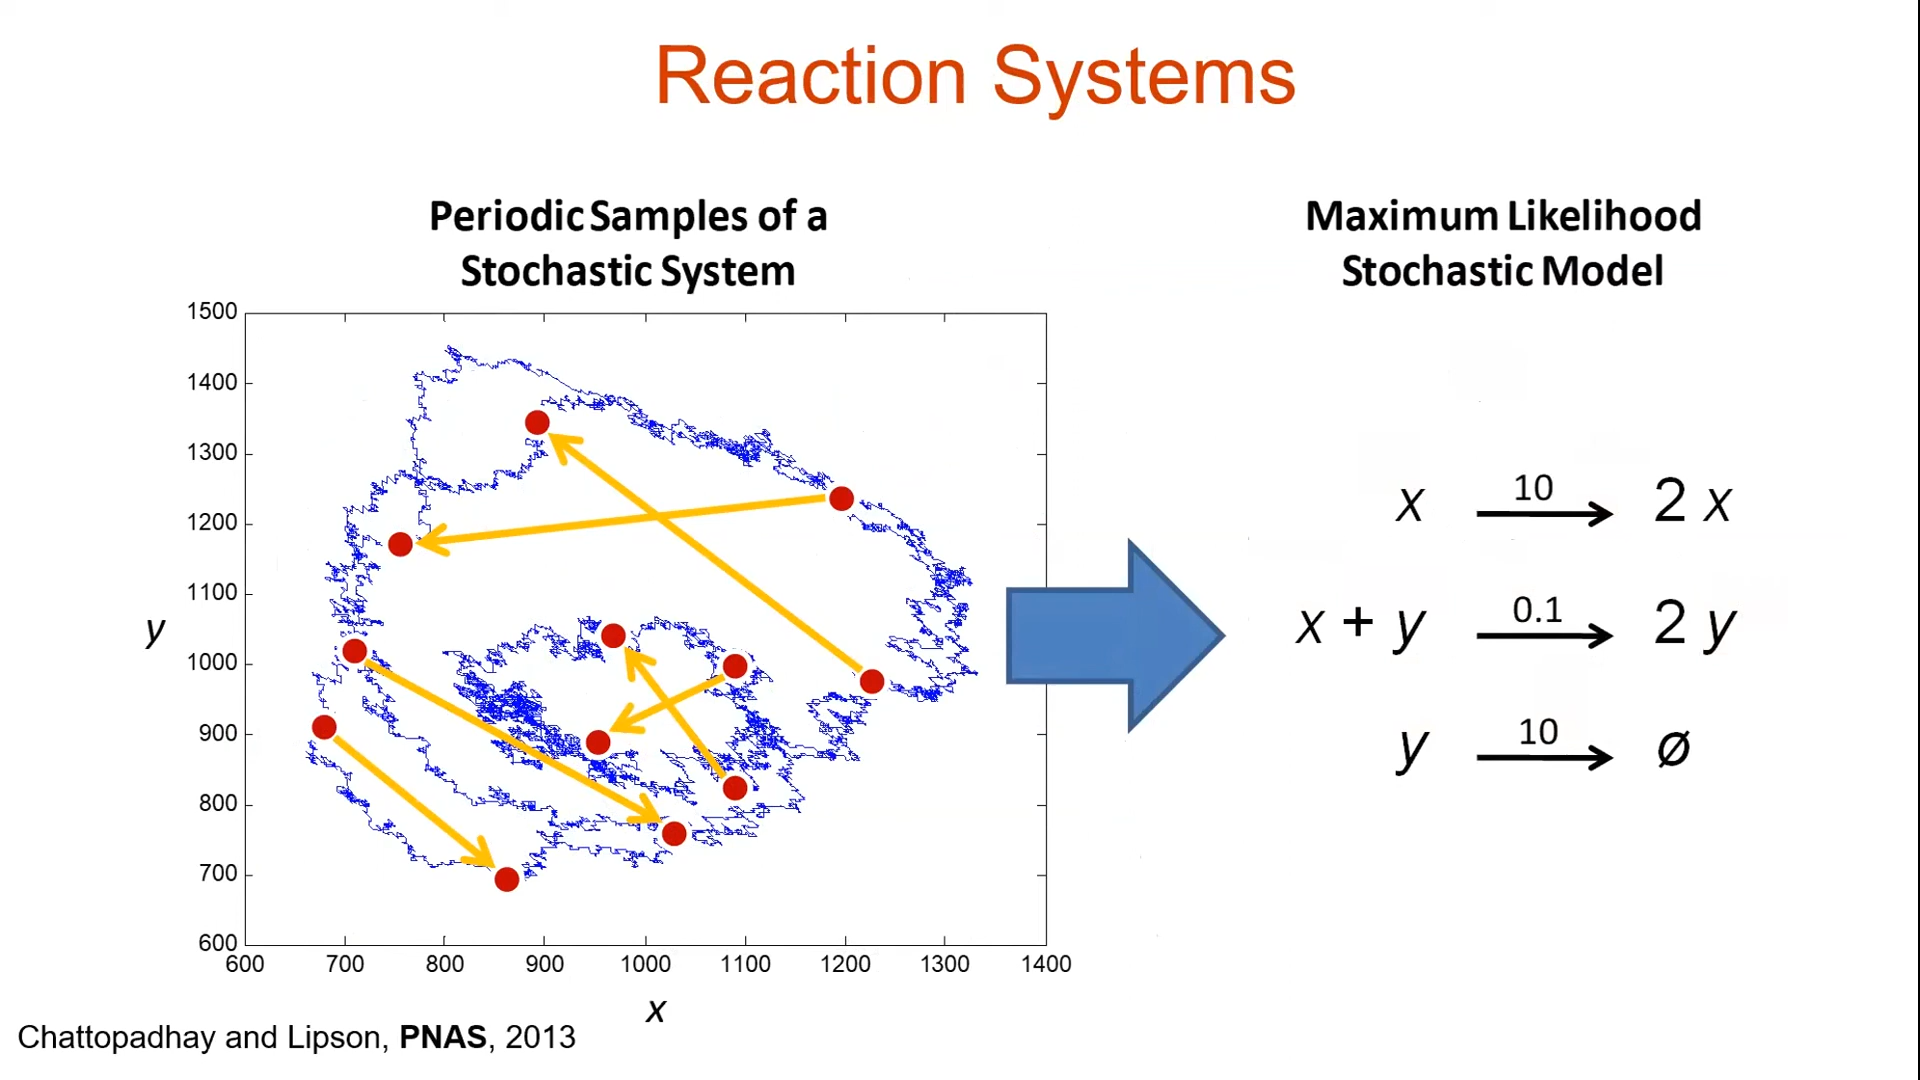 Reaction Systems
Periodic Samples of a
Stochastic System
1500
1400
1300
1200
1100
1000
900
800
700
600
y
600 700 800 900 1000 1100 1200 1300 1400
x
Maximum Likelihood
Stochastic Model
x 10 2 x
x + y 0.1 2 y
y 10 ø
Chattopadhay and Lipson, PNAS, 2013